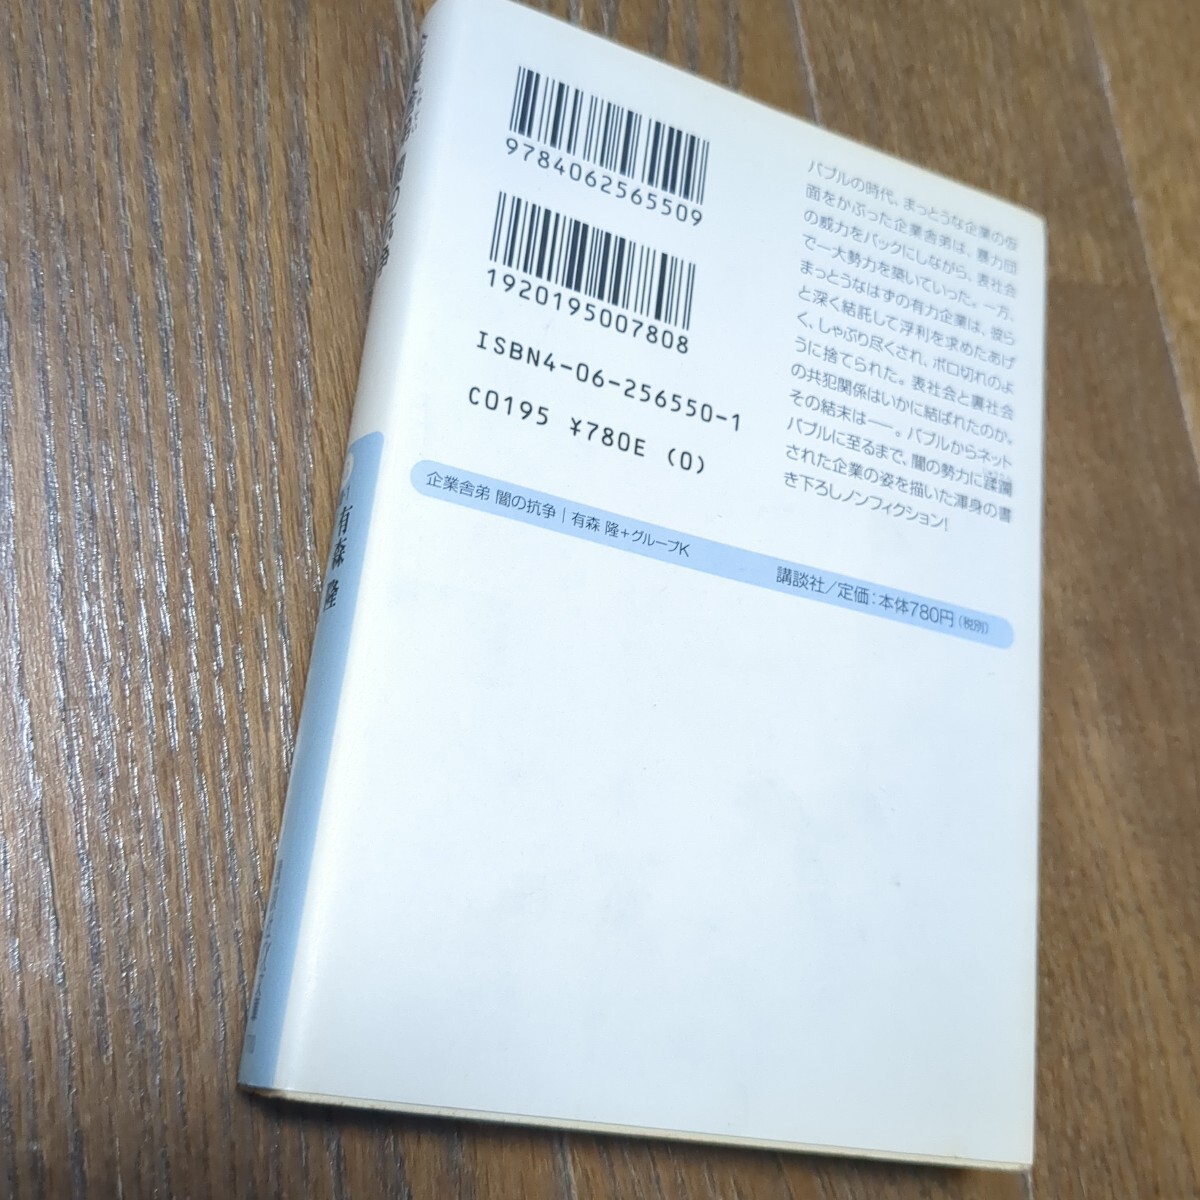 9784062565509
1920195007808
ISBN4-06-256550-1
C0195 ¥780E (0)
バブルの時代。まっとうな企業の仮
面をかぶった企業舎弟は、暴力団
の威力をバックにしながら、表社会
で一大勢力を築いていった。一方、
まっとうなはずの有力企業は、彼ら
と深く結託して浮利を求めたあげ
く、しゃぶり尽くされ、ボロ切れのよ
うに捨てられた。表社会と裏社会
の共犯関係はいかに結ばれたのか。
その結末は──。バブルからネット
バブルに至るまで、闇の勢力に蹂躙
された企業の姿を描いた渾身の書
き下ろしノンフィクション!
企業舎弟 闇の抗争|有森 隆+グループK
講談社/定価:本体780円(税別)
有森 隆